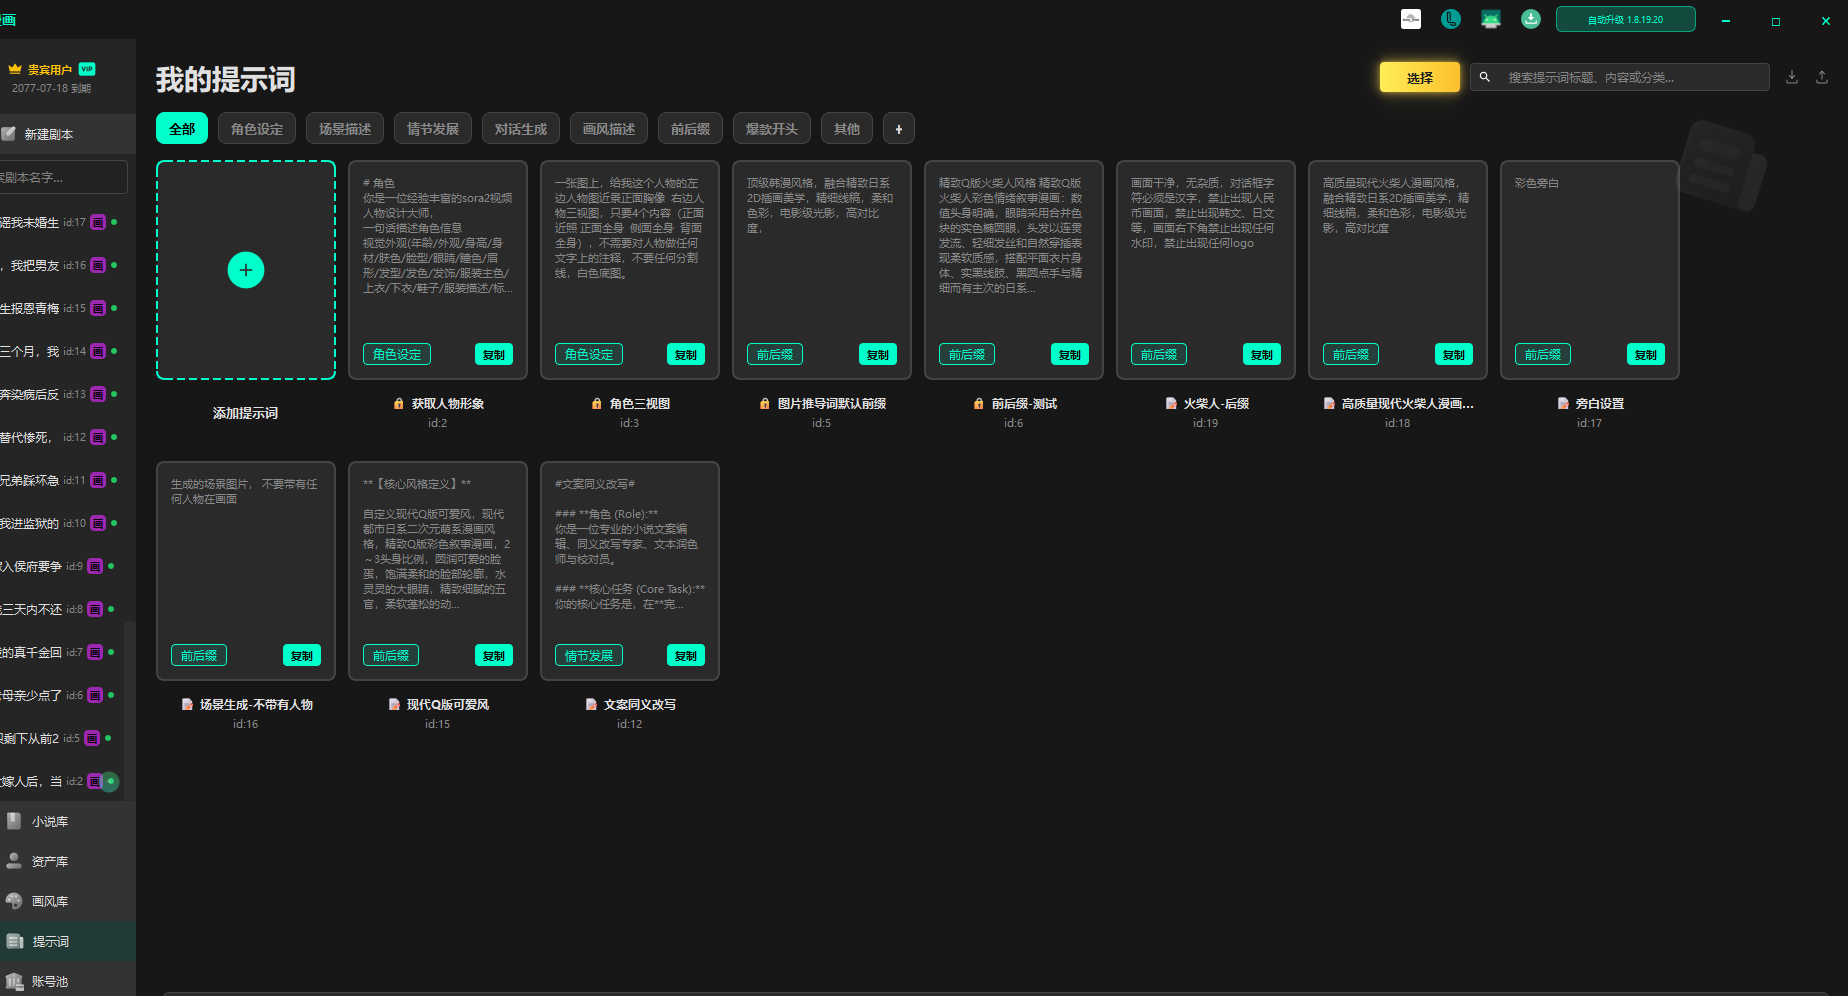 画
自动升级 1.8.19.20
贵宾用户 VIP
2077-07-18 到期
新建剧本
剧本名字...
谣我未婚生 id:17 画
，我把男友 id:16 画
生报恩青梅 id:15 画
三个月，我 id:14 画
奔染病后反 id:13 画
替代惨死， id:12 画
兄弟踩坏急 id:11 画
我进监狱的 id:10 画
入侯府要争 id:9 画
三天内不还 id:8 画
的真千金回 id:7 画
母亲少点了 id:6 画
剩下从前2 id:5 画
嫁人后，当 id:2 画
小说库
资产库
画风库
提示词
账号池
我的提示词
选择
搜索提示词标题、内容或分类...
全部 角色设定 场景描述 情节发展 对话生成 画风描述 前后缀 爆款开头 其他 +
添加提示词
# 角色
你是一位经验丰富的sora2视频
人物设计大师，
一句话描述角色信息
视觉外观(年龄/外观/身高/身
材/肤色/脸型/眼睛/瞳色/眉
形/发型/发色/发饰/服装主色/
上衣/下衣/鞋子/服装描述/标...
角色设定 复制
获取人物形象
id:2
一张图上，给我这个人物的左
边人物图近景正面胸像 右边人
物三视图，只要4个内容（正面
近照 正面全身 侧面全身 背面
全身），不需要对人物做任何
文字上的注释，不要任何分割
线，白色底图。
角色设定 复制
角色三视图
id:3
顶级韩漫风格，融合精致日系
2D插画美学，精细线稿，柔和
色彩，电影级光影，高对比
度，
前后缀 复制
图片推导词默认前缀
id:5
精致Q版火柴人风格 精致Q版
火柴人彩色情绪叙事漫画：数
值头身明确，眼睛采用合并色
块的实色椭圆眼，头发以连贯
发流、轻细发丝和自然穿插表
现柔软质感，搭配平面衣片身
体、实黑线肢、黑圆点手与精
细而有主次的日系...
前后缀 复制
前后缀-测试
id:6
画面干净，无杂质，对话框字
符必须是汉字，禁止出现人民
币画面，禁止出现韩文、日文
等，画面右下角禁止出现任何
水印，禁止出现任何logo
前后缀 复制
火柴人-后缀
id:19
高质量现代火柴人漫画风格，
融合精致日系2D插画美学，精
细线稿，柔和色彩，电影级光
影，高对比度
前后缀 复制
高质量现代火柴人漫画...
id:18
彩色旁白
前后缀 复制
旁白设置
id:17
生成的场景图片， 不要带有任
何人物在画面
前后缀 复制
场景生成-不带有人物
id:16
**【核心风格定义】**
自定义现代Q版可爱风，现代
都市日系二次元萌系漫画风
格，精致Q版彩色叙事漫画，2
～3头身比例，圆润可爱的脸
蛋，饱满柔和的脸部轮廓，水
灵灵的大眼睛，精致细腻的五
官，柔软蓬松的动...
前后缀 复制
现代Q版可爱风
id:15
#文案同义改写#
### **角色 (Role):**
你是一位专业的小说文案编
辑、同义改写专家、文本润色
师与校对员。
### **核心任务 (Core Task):**
你的核心任务是，在**完...
情节发展 复制
文案同义改写
id:12